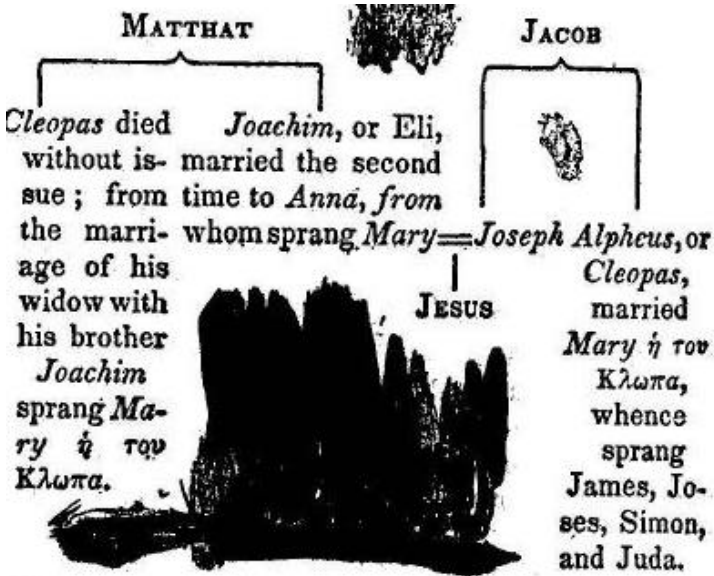 MATTHAT
JACOB
Cleopas died
without is-
sue ; from
the marri-
age of his
widow with
his brother
Joachim
sprang Ma-
ry ἡ του
Κλωπα.
Joachim, or Eli,
married the second
time to Anna, from
whom sprang Mary=Joseph
JESUS
Alpheus, or
Cleopas,
married
Mary ἡ του
Κλωπα,
whence
sprang
James, Jo-
ses, Simon,
and Juda.